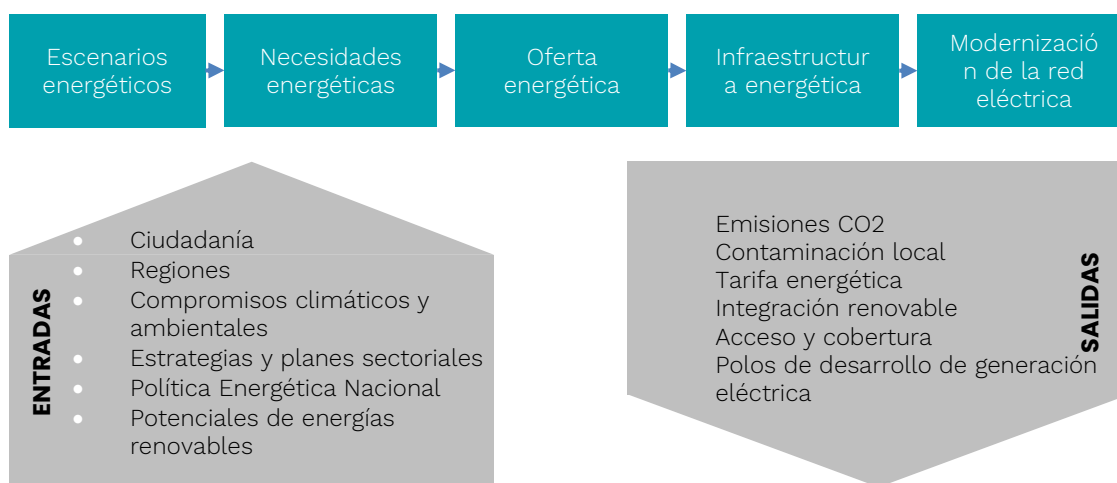 Escenarios
energéticos
Necesidades
energéticas
Oferta
energética
Infraestructur
a energética
Modernizació
n de la red
eléctrica
ENTRADAS
Ciudadanía
Regiones
Compromisos climáticos y
ambientales
Estrategias y planes sectoriales
Política Energética Nacional
Potenciales de energías
renovables
Emisiones CO2
Contaminación local
Tarifa energética
Integración renovable
Acceso y cobertura
Polos de desarrollo de generación
eléctrica
SALIDAS